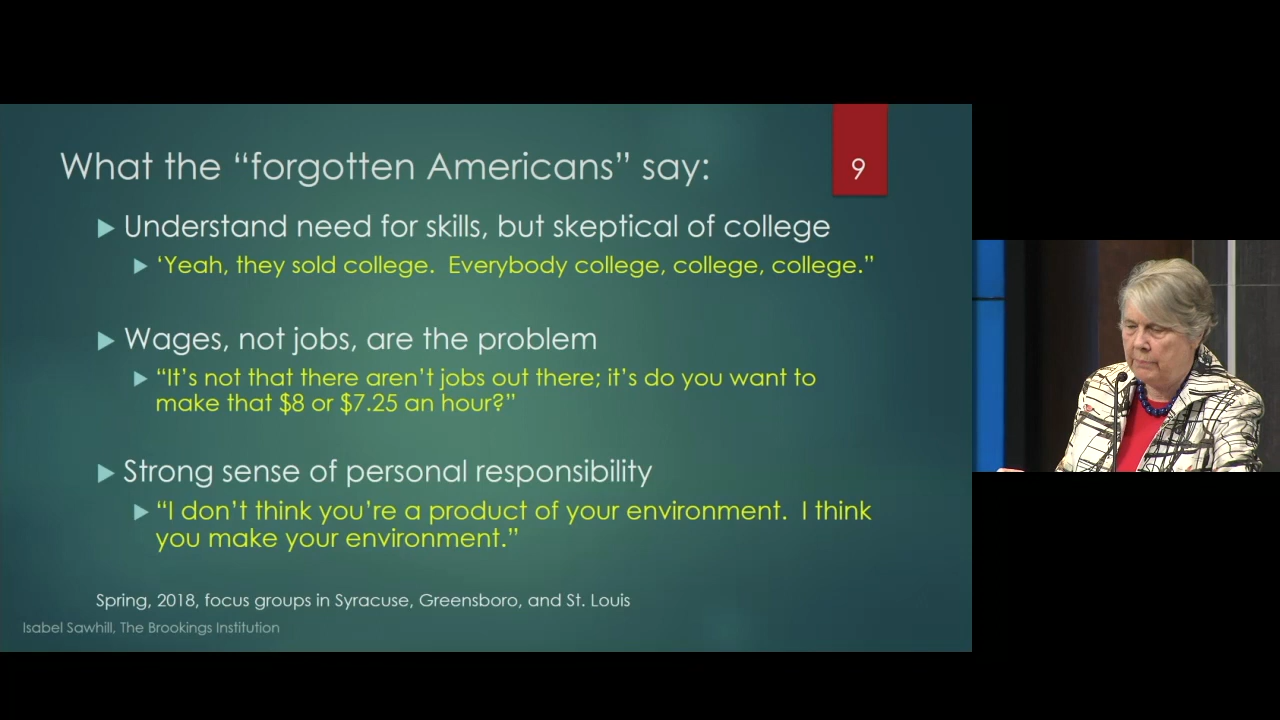 What the “forgotten Americans” say:
9
Understand need for skills, but skeptical of college
‘Yeah, they sold college.  Everybody college, college, college.”
Wages, not jobs, are the problem
“It’s not that there aren’t jobs out there; it’s do you want to
make that $8 or $7.25 an hour?”
Strong sense of personal responsibility
“I don’t think you’re a product of your environment.  I think
you make your environment.”
Spring, 2018, focus groups in Syracuse, Greensboro, and St. Louis
Isabel Sawhill, The Brookings Institution